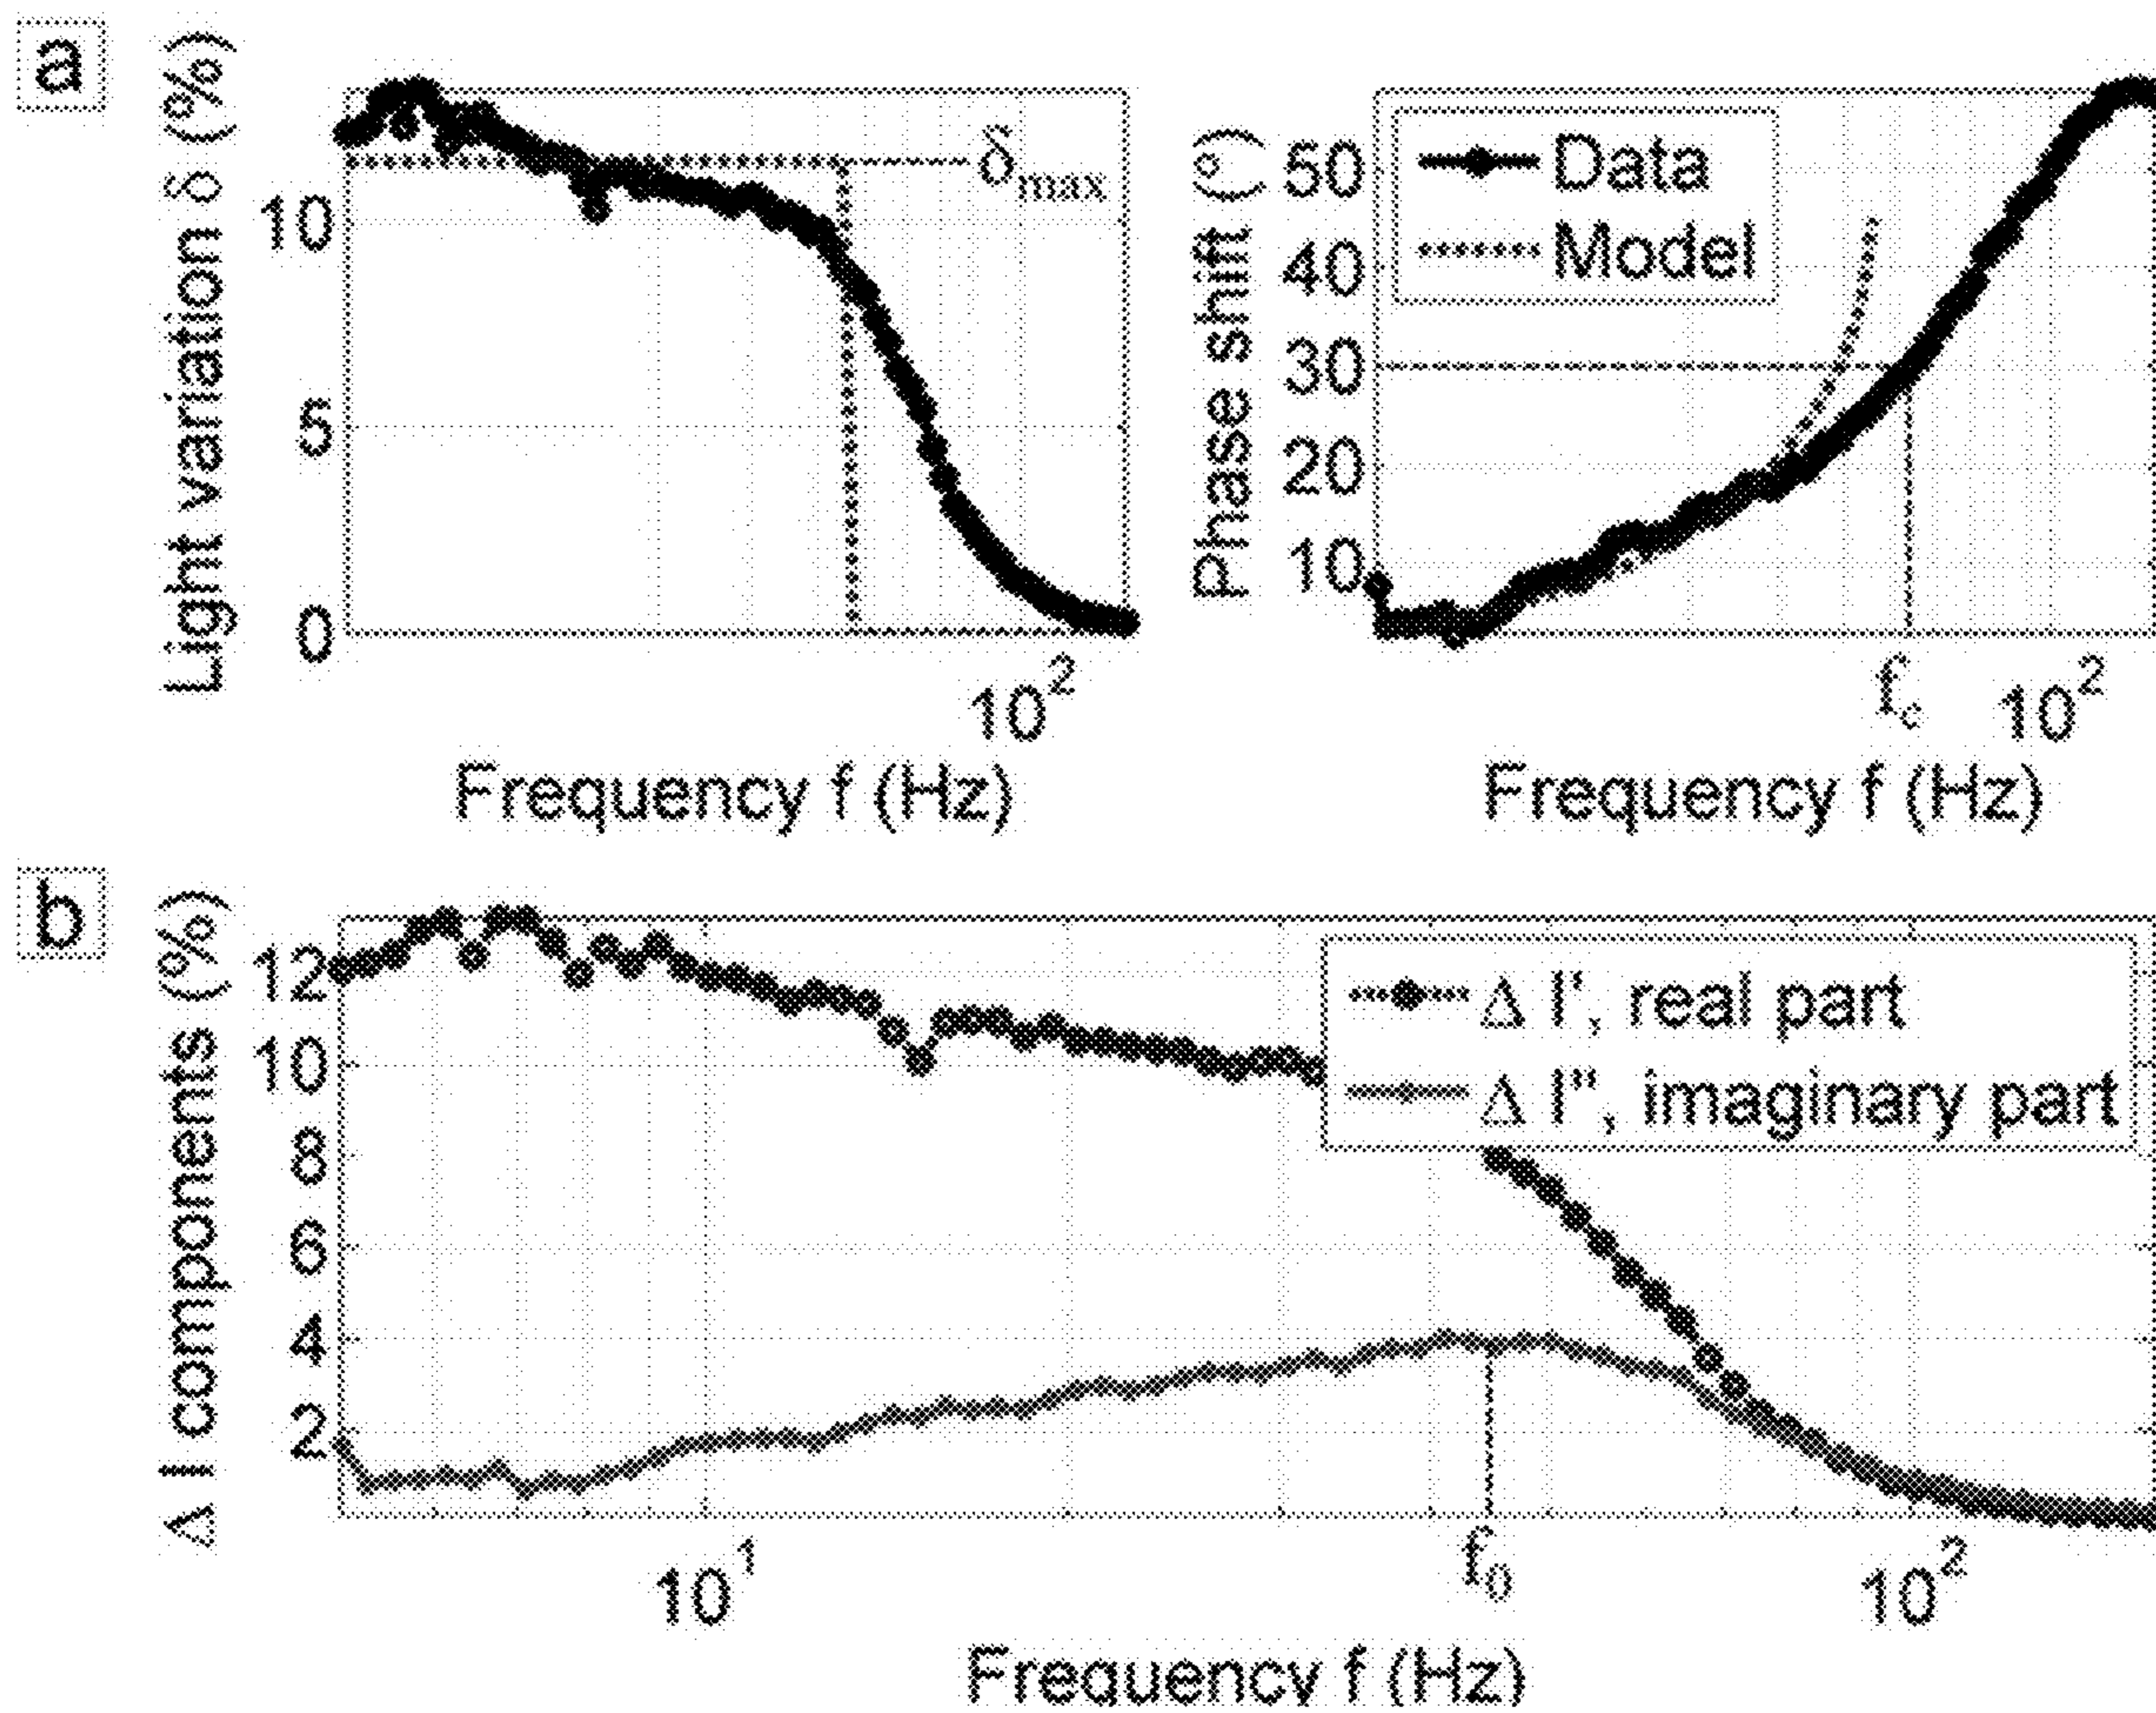 a
Light variation δ (%)
10
5
0
δmax
10²
Frequency f (Hz)
Phase shift (°)
50
40
30
20
10
Data
Model
fc
10²
Frequency f (Hz)
b
Δ I components (%)
12
10
8
6
4
2
Δ I', real part
Δ I'', imaginary part
10¹
f0
10²
Frequency f (Hz)